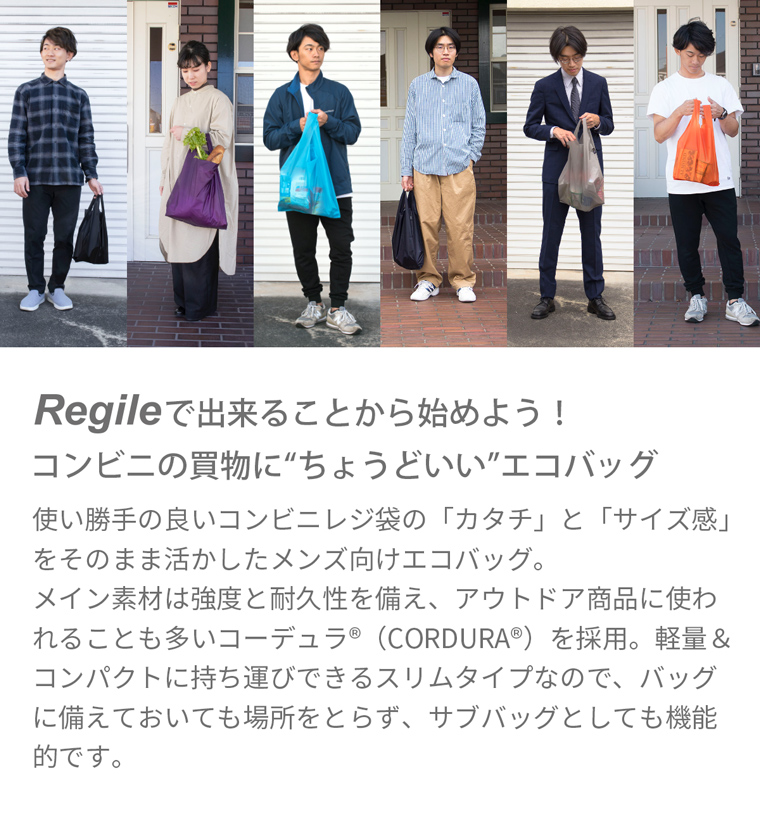 Regileで出来ることから始めよう！
コンビニの買物に“ちょうどいい”エコバッグ
使い勝手の良いコンビニレジ袋の「カタチ」と「サイズ感」
をそのまま活かしたメンズ向けエコバッグ。
メイン素材は強度と耐久性を備え、アウトドア商品に使わ
れることも多いコーデュラ®（CORDURA®）を採用。軽量＆
コンパクトに持ち運びできるスリムタイプなので、バッグ
に備えておいても場所をとらず、サブバッグとしても機能
的です。